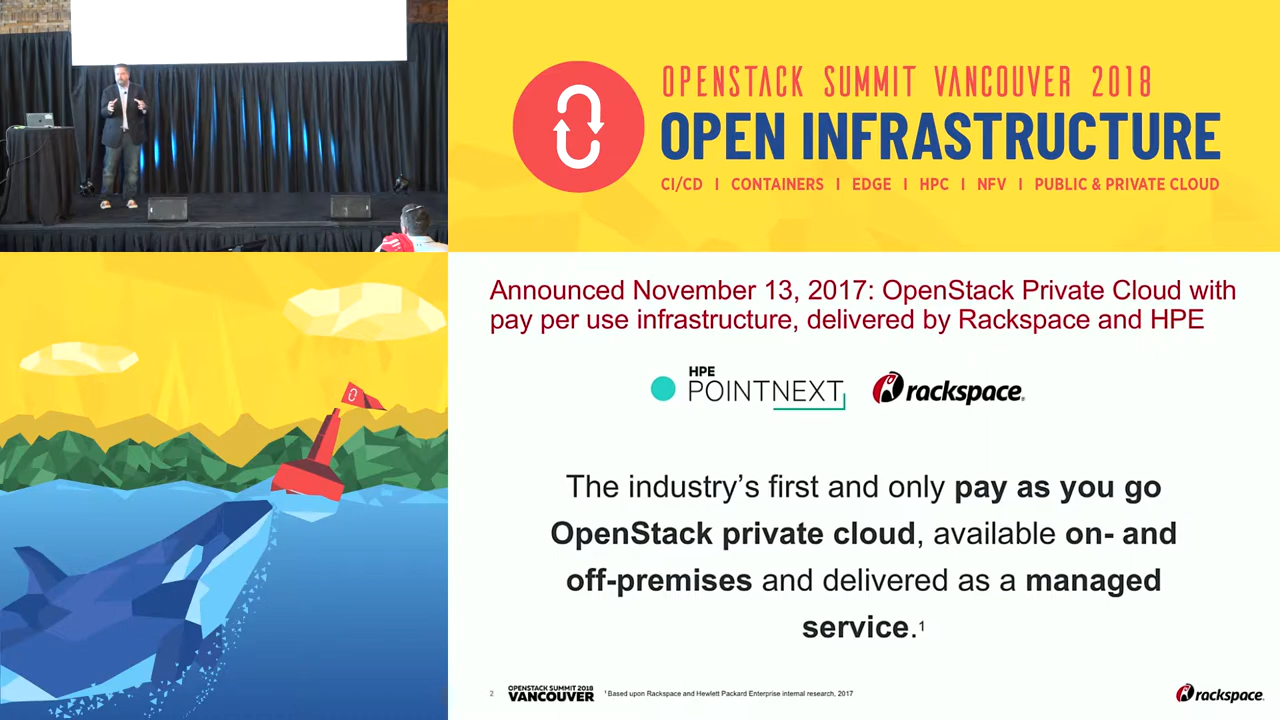 OPENSTACK SUMMIT VANCOUVER 2018
OPEN INFRASTRUCTURE
CI/CD | CONTAINERS | EDGE | HPC | NFV | PUBLIC & PRIVATE CLOUD
Announced November 13, 2017: OpenStack Private Cloud with
pay per use infrastructure, delivered by Rackspace and HPE
HPE
POINTNEXT
rackspace®
The industry’s first and only pay as you go
OpenStack private cloud, available on- and
off-premises and delivered as a managed
service.¹
2
OPENSTACK SUMMIT 2018
VANCOUVER
¹ Based upon Rackspace and Hewlett Packard Enterprise internal research, 2017
rackspace.